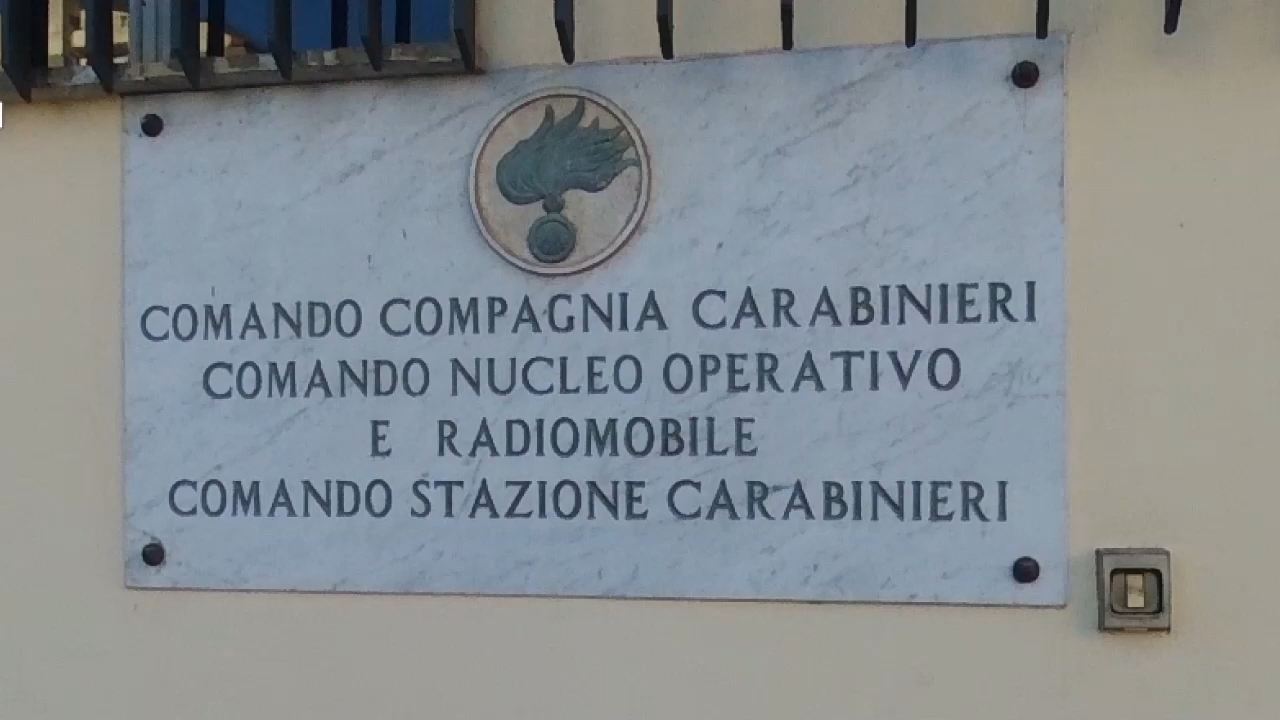 COMANDO COMPAGNIA CARABINIERI
COMANDO NUCLEO OPERATIVO
E RADIOMOBILE
COMANDO STAZIONE CARABINIERI